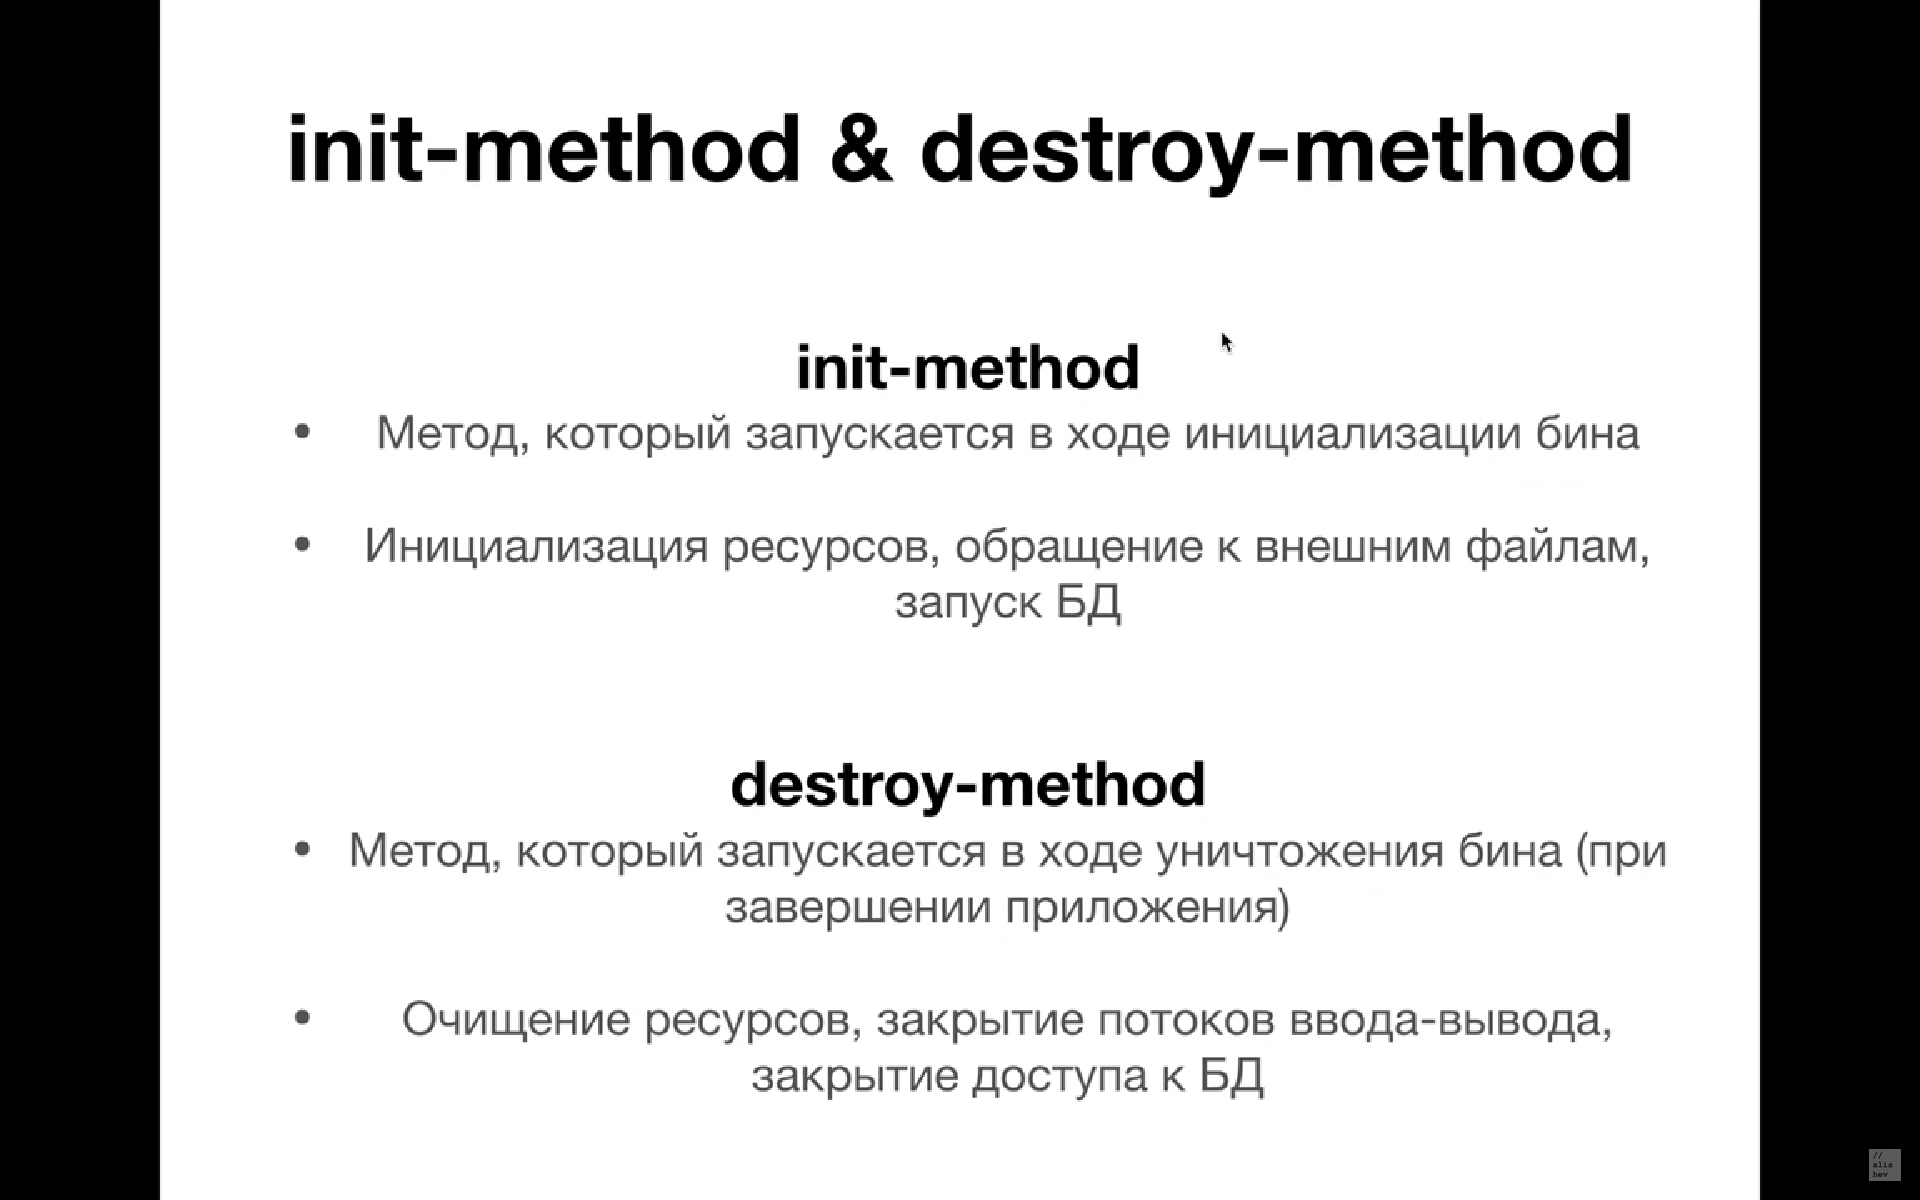 init-method & destroy-method
init-method
• Метод, который запускается в ходе инициализации бина
• Инициализация ресурсов, обращение к внешним файлам,
запуск БД
destroy-method
• Метод, который запускается в ходе уничтожения бина (при
завершении приложения)
• Очищение ресурсов, закрытие потоков ввода-вывода,
закрытие доступа к БД
//
alis
hev